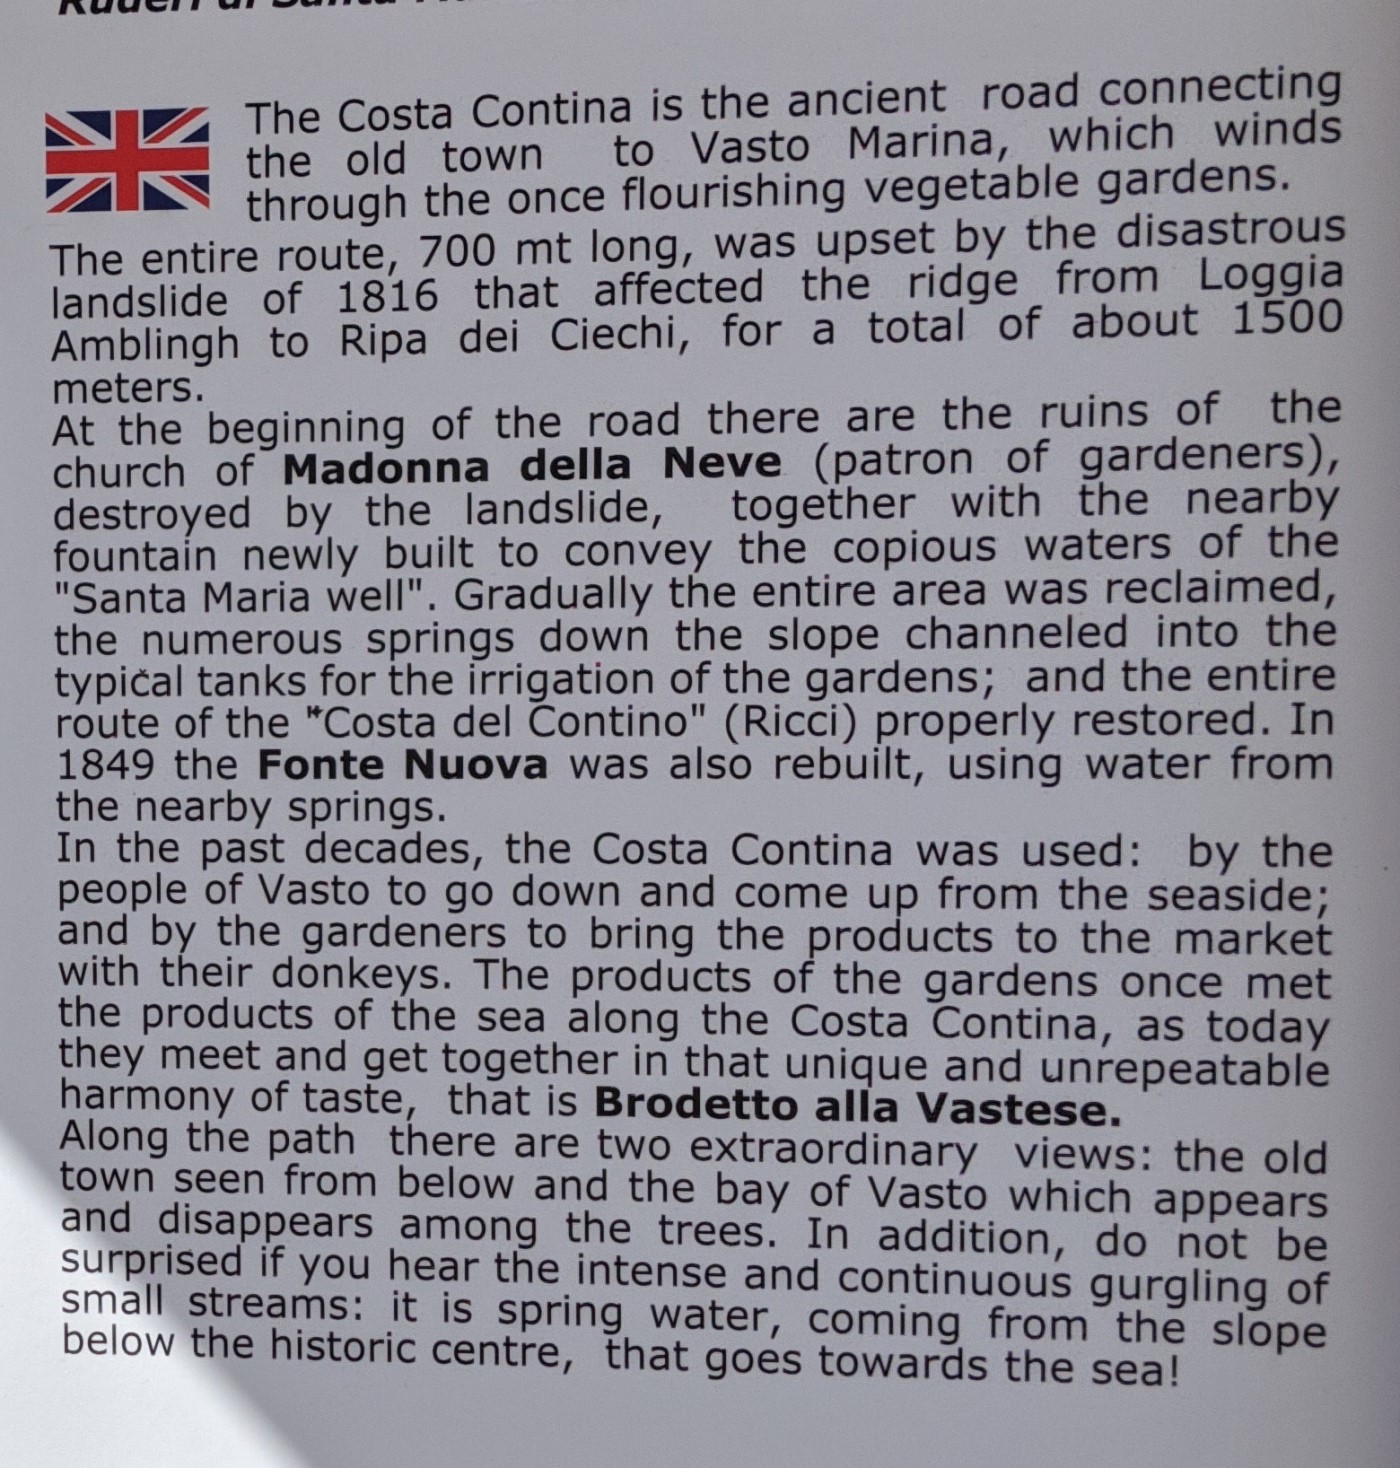 The Costa Contina is the ancient road connecting
the old town to Vasto Marina, which winds
through the once flourishing vegetable gardens.
The entire route, 700 mt long, was upset by the disastrous
landslide of 1816 that affected the ridge from Loggia
Amblingh to Ripa dei Ciechi, for a total of about 1500
meters.
At the beginning of the road there are the ruins of the
church of Madonna della Neve (patron of gardeners),
destroyed by the landslide, together with the nearby
fountain newly built to convey the copious waters of the
"Santa Maria well". Gradually the entire area was reclaimed,
the numerous springs down the slope channeled into the
typical tanks for the irrigation of the gardens; and the entire
route of the "Costa del Contino" (Ricci) properly restored. In
1849 the Fonte Nuova was also rebuilt, using water from
the nearby springs.
In the past decades, the Costa Contina was used: by the
people of Vasto to go down and come up from the seaside;
and by the gardeners to bring the products to the market
with their donkeys. The products of the gardens once met
the products of the sea along the Costa Contina, as today
they meet and get together in that unique and unrepeatable
harmony of taste, that is Brodetto alla Vastese.
Along the path there are two extraordinary views: the old
town seen from below and the bay of Vasto which appears
and disappears among the trees. In addition, do not be
surprised if you hear the intense and continuous gurgling of
small streams: it is spring water, coming from the slope
below the historic centre, that goes towards the sea!